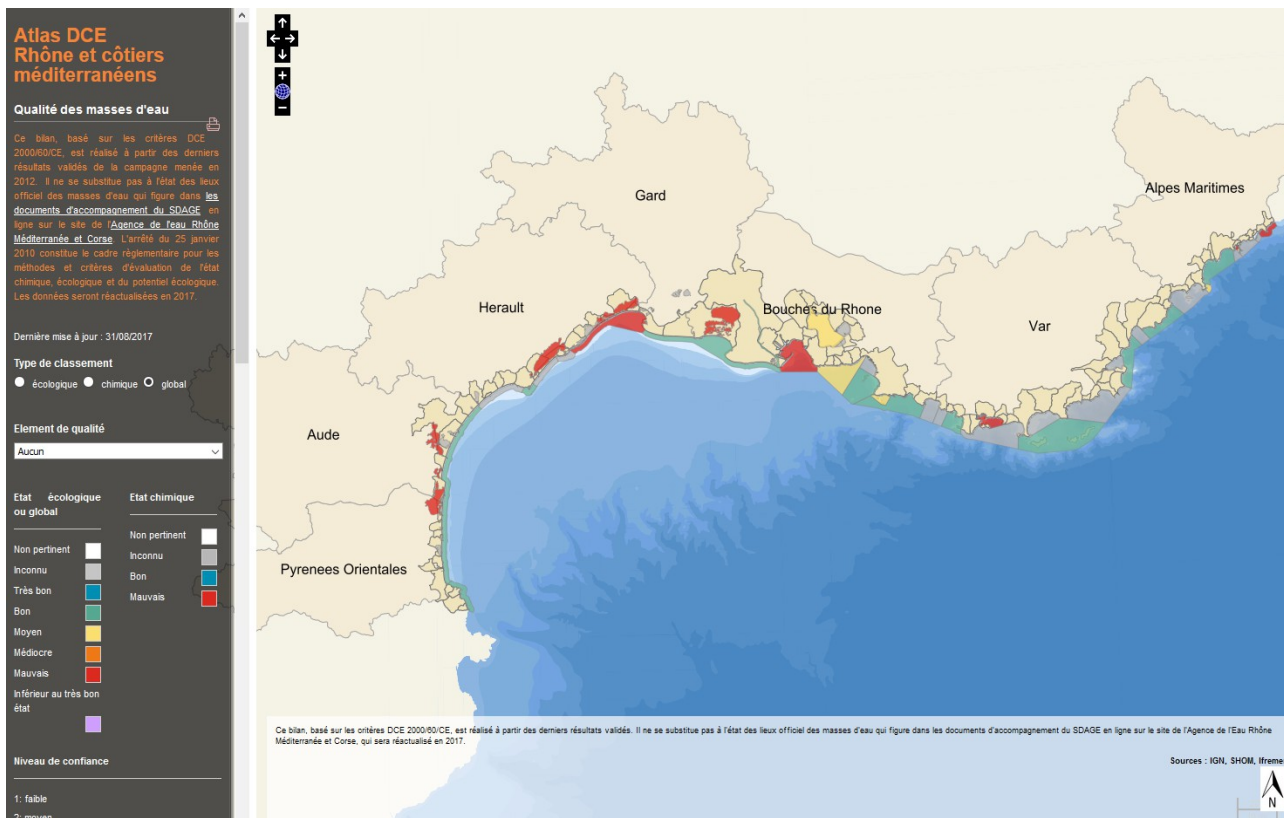 Atlas DCE
Rhône et côtiers
méditerranéens
Qualité des masses d'eau
Ce bilan, basé sur les critères DCE
2000/60/CE, est réalisé à partir des derniers
résultats validés de la campagne menée en
2012. Il ne se substitue pas à l'état des lieux
officiel des masses d'eau qui figure dans les
documents d'accompagnement du SDAGE en
ligne sur le site de l'Agence de l'eau Rhône
Méditerranée et Corse. L'arrêté du 25 janvier
2010 constitue le cadre règlementaire pour les
méthodes et critères d'évaluation de l'état
chimique, écologique et du potentiel écologique.
Les données seront réactualisées en 2017.
Dernière mise à jour : 31/08/2017
Type de classement
écologique chimique global
Element de qualité
Aucun
Etat écologique
ou global
Non pertinent
Inconnu
Très bon
Bon
Moyen
Médiocre
Mauvais
Inférieur au très bon
état
Etat chimique
Non pertinent
Inconnu
Bon
Mauvais
Niveau de confiance
1: faible
2: moyen
Gard
Alpes Maritimes
Herault
Bouches du Rhone
Var
Aude
Pyrenees Orientales
Ce bilan, basé sur les critères DCE 2000/60/CE, est réalisé à partir des derniers résultats validés. Il ne se substitue pas à l'état des lieux officiel des masses d'eau qui figure dans les documents d'accompagnement du SDAGE en ligne sur le site de l'Agence de l'Eau Rhône
Méditerranée et Corse, qui sera réactualisé en 2017.
Sources : IGN, SHOM, Ifreme
N